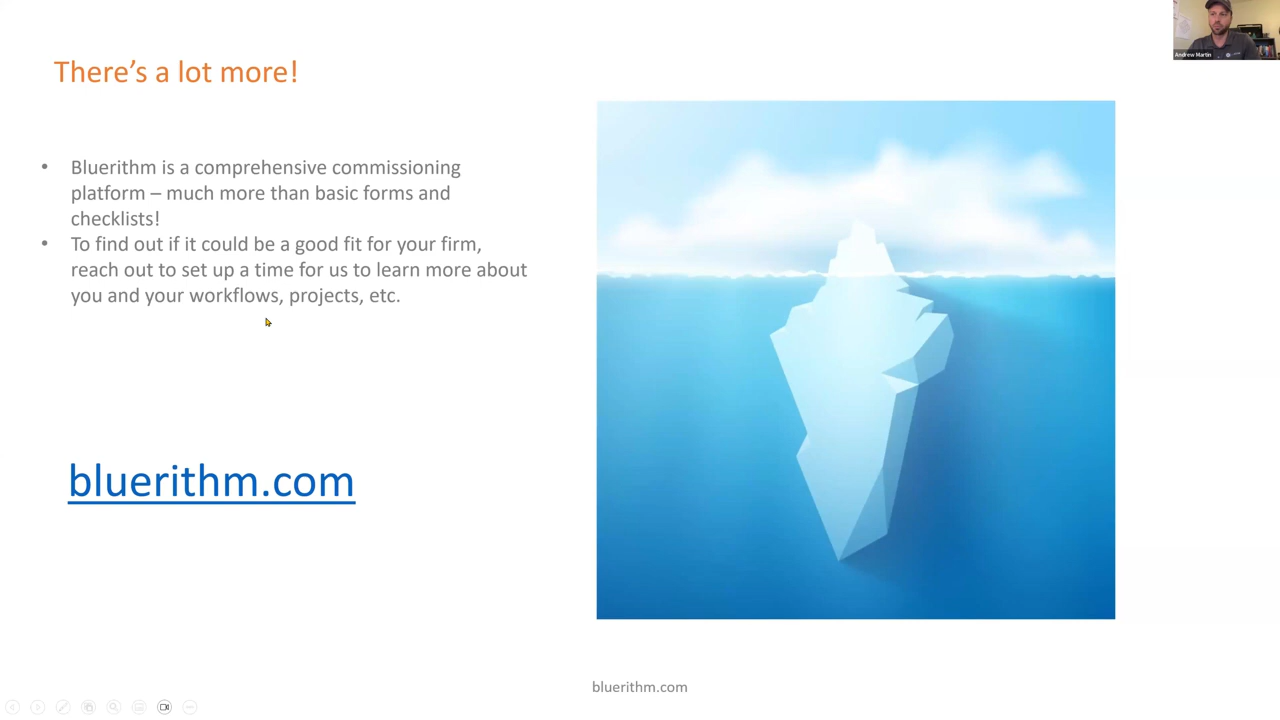 There's a lot more!
• Bluerithm is a comprehensive commissioning
platform – much more than basic forms and
checklists!
• To find out if it could be a good fit for your firm,
reach out to set up a time for us to learn more about
you and your workflows, projects, etc.
bluerithm.com
bluerithm.com
Andrew Martin